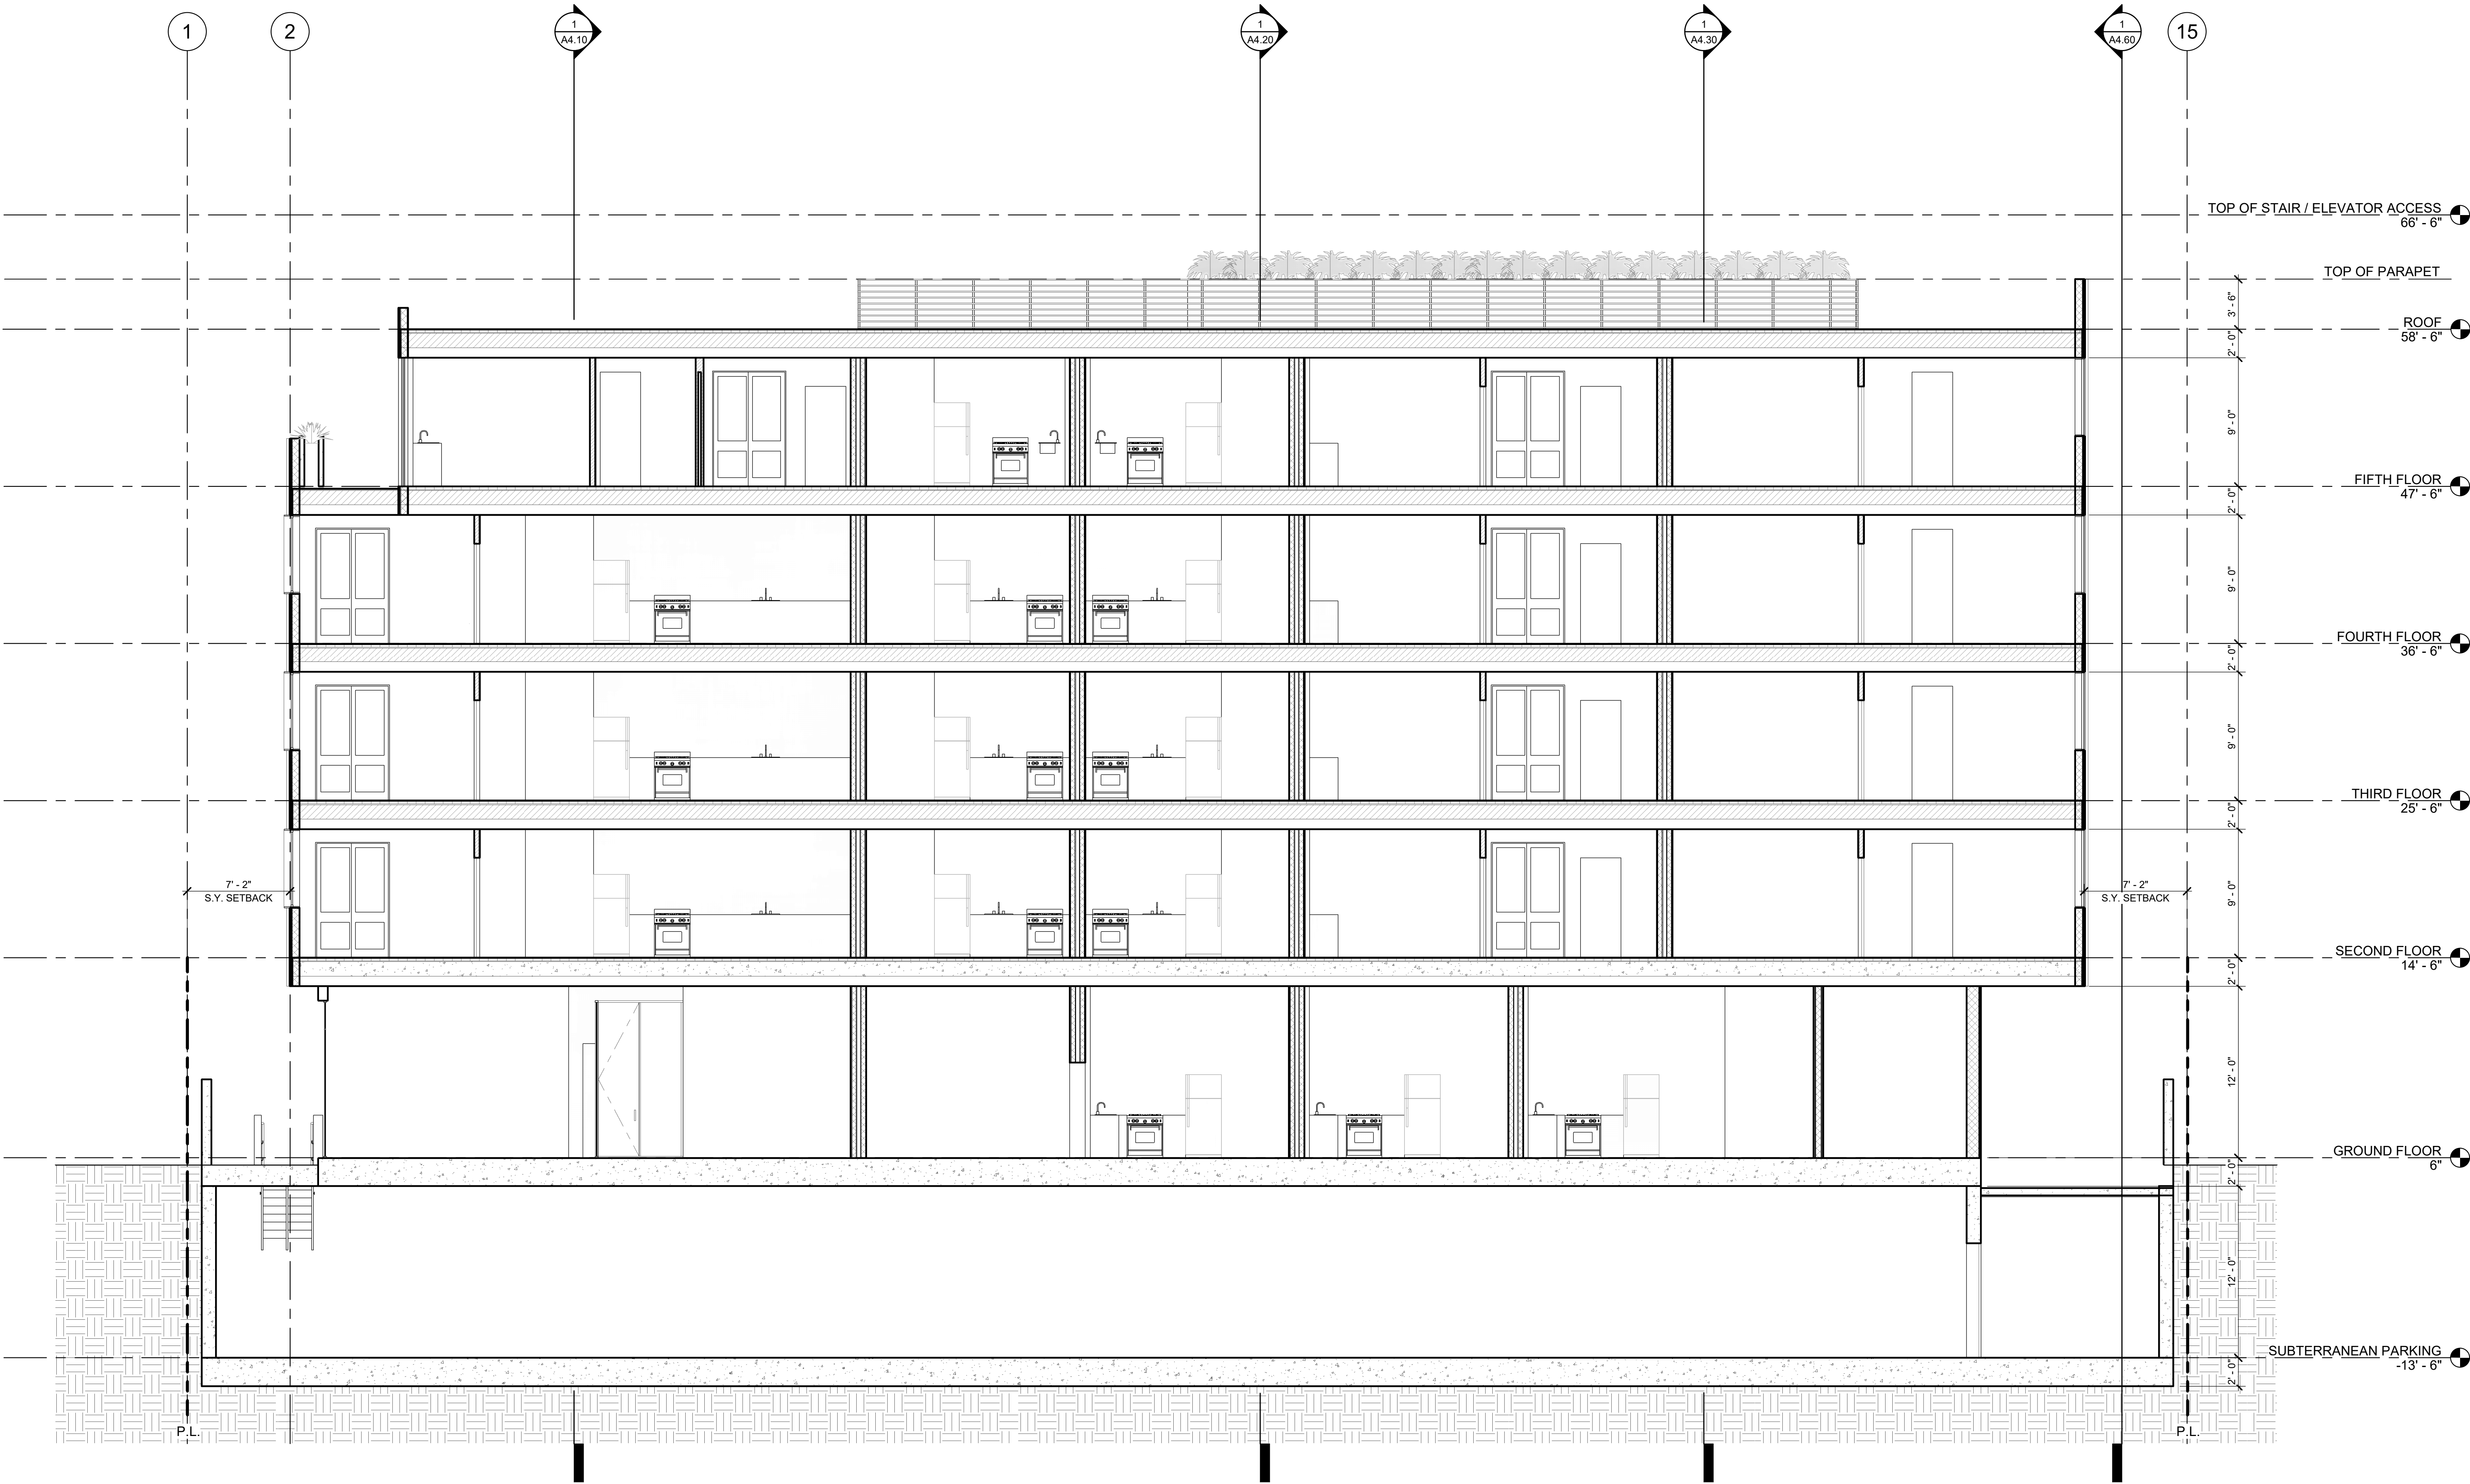 1
2
1
A4.10
1
A4.20
1
A4.30
1
A4.60
15
TOP OF STAIR / ELEVATOR ACCESS
66' - 6"
TOP OF PARAPET
3' - 6"
ROOF
58' - 6"
2' - 0"
9' - 0"
FIFTH FLOOR
47' - 6"
2' - 0"
9' - 0"
FOURTH FLOOR
36' - 6"
2' - 0"
9' - 0"
THIRD FLOOR
25' - 6"
2' - 0"
7' - 2"
S.Y. SETBACK
7' - 2"
S.Y. SETBACK
9' - 0"
SECOND FLOOR
14' - 6"
2' - 0"
12' - 0"
GROUND FLOOR
6"
2' - 0"
12' - 0"
SUBTERRANEAN PARKING
-13' - 6"
2' - 0"
P.L.
P.L.